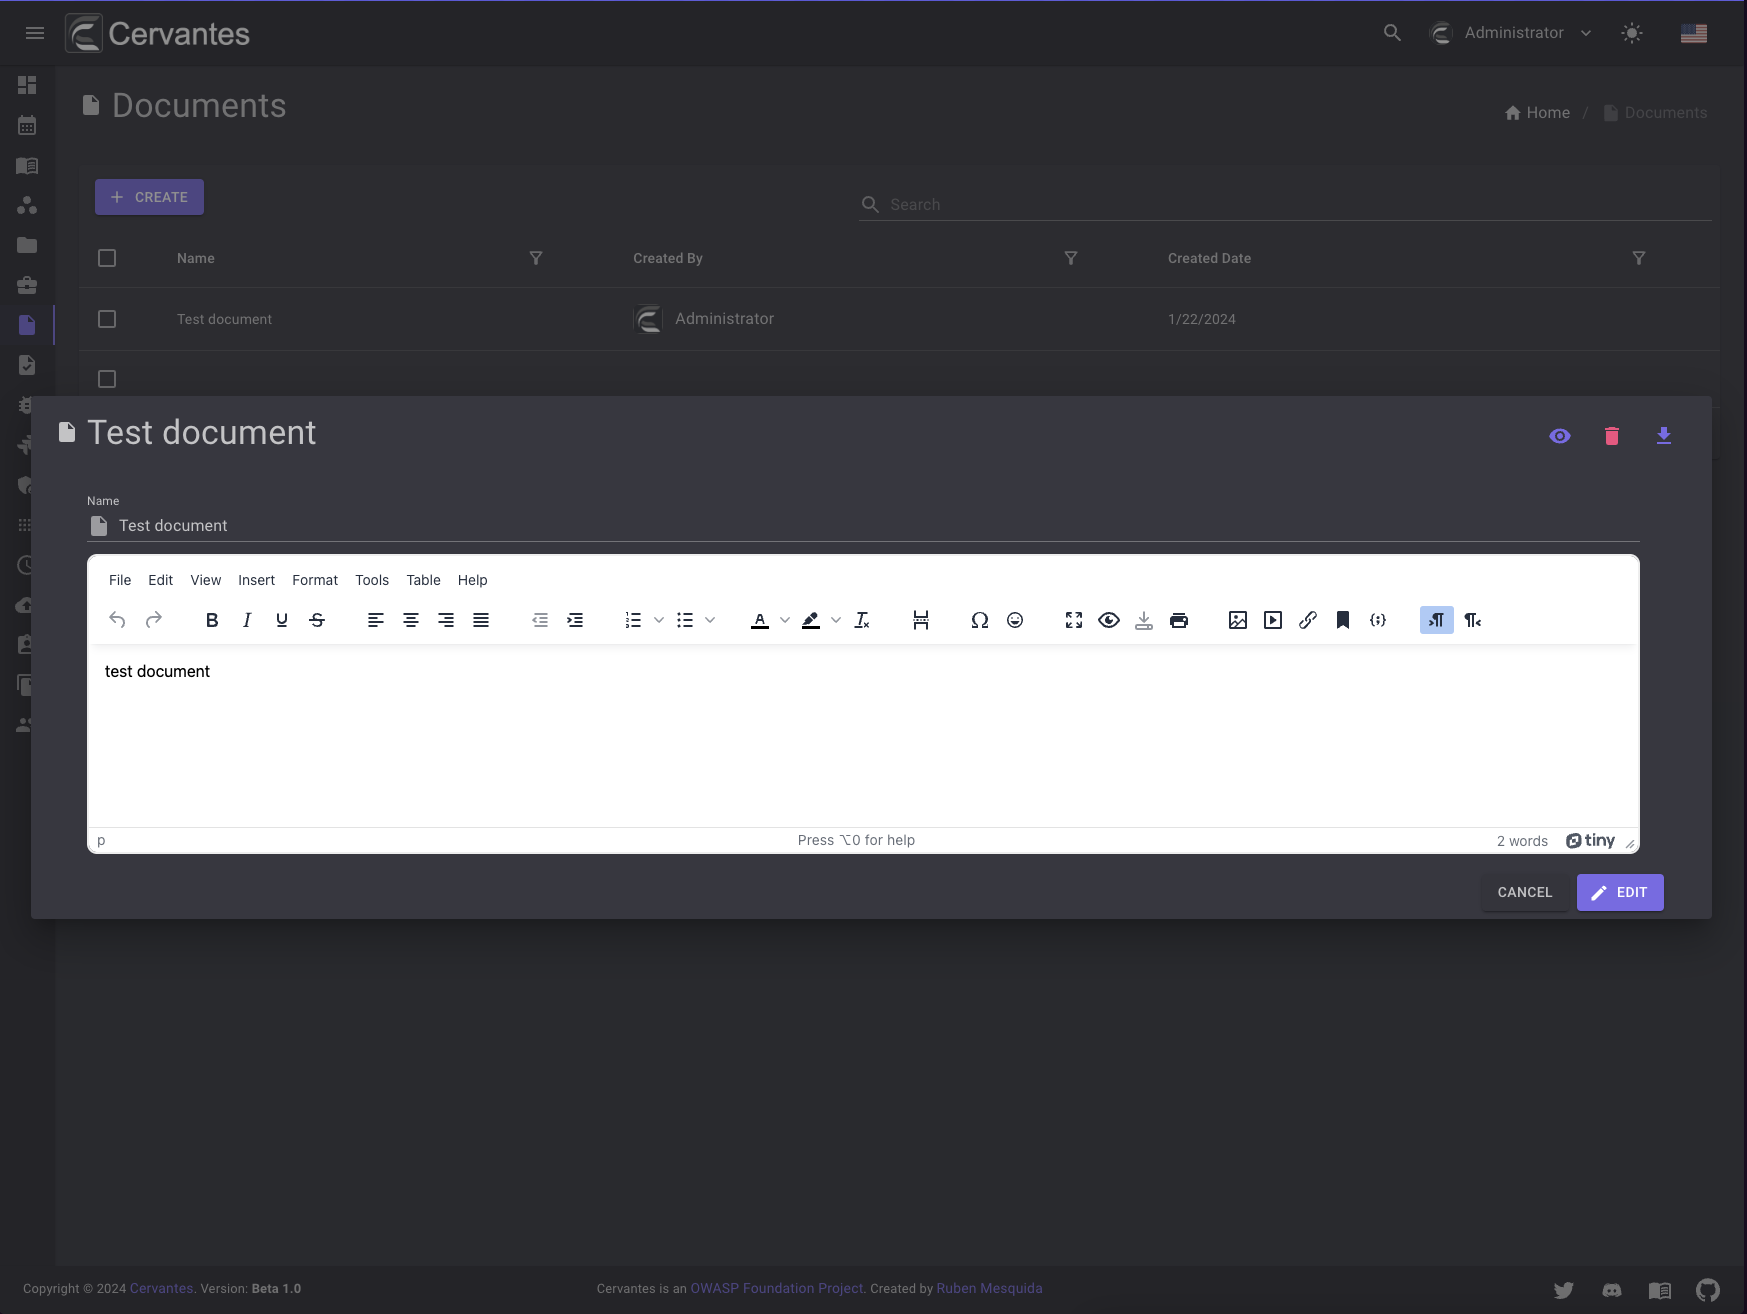 Cervantes
Administrator
Documents
Home / Documents
+ CREATE
Search
Name Created By Created Date
Test document Administrator 1/22/2024
Test document
Name
Test document
File Edit View Insert Format Tools Table Help
test document
p Press ⌥0 for help 2 words tiny
CANCEL EDIT
Copyright © 2024 Cervantes. Version: Beta 1.0 Cervantes is an OWASP Foundation Project. Created by Ruben Mesquida